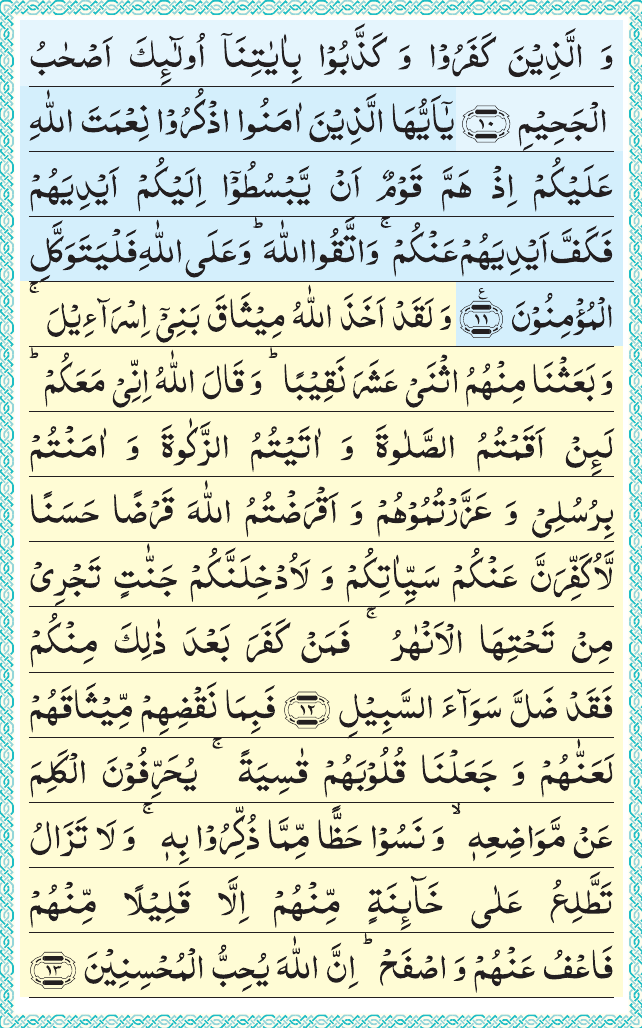 وَ الَّذِيْنَ كَفَرُوْا وَ كَذَّبُوْا بِاٰيٰتِنَاۤ اُولٰٓئِكَ اَصْحٰبُ
الْجَحِيْمِ ۝۱۰ يٰۤاَيُّهَا الَّذِيْنَ اٰمَنُوا اذْكُرُوْا نِعْمَتَ اللّٰهِ
عَلَيْكُمْ اِذْ هَمَّ قَوْمٌ اَنْ يَّبْسُطُوْۤا اِلَيْكُمْ اَيْدِيَهُمْ
فَكَفَّ اَيْدِيَهُمْ عَنْكُمْ ۚ وَاتَّقُوا اللّٰهَ ؕ وَعَلَى اللّٰهِ فَلْيَتَوَكَّلِ
الْمُؤْمِنُوْنَ ۝۱۱ ع وَ لَقَدْ اَخَذَ اللّٰهُ مِيْثَاقَ بَنِيْۤ اِسْرَآءِيْلَ ۚ
وَ بَعَثْنَا مِنْهُمُ اثْنَيْ عَشَرَ نَقِيْبًا ؕ وَ قَالَ اللّٰهُ اِنِّيْ مَعَكُمْ ؕ
لَئِنْ اَقَمْتُمُ الصَّلٰوةَ وَ اٰتَيْتُمُ الزَّكٰوةَ وَ اٰمَنْتُمْ
بِرُسُلِيْ وَ عَزَّرْتُمُوْهُمْ وَ اَقْرَضْتُمُ اللّٰهَ قَرْضًا حَسَنًا
لَّاُكَفِّرَنَّ عَنْكُمْ سَيِّاٰتِكُمْ وَ لَاُدْخِلَنَّكُمْ جَنّٰتٍ تَجْرِيْ
مِنْ تَحْتِهَا الْاَنْهٰرُ ۚ فَمَنْ كَفَرَ بَعْدَ ذٰلِكَ مِنْكُمْ
فَقَدْ ضَلَّ سَوَآءَ السَّبِيْلِ ۝۱۲ فَبِمَا نَقْضِهِمْ مِّيْثَاقَهُمْ
لَعَنّٰهُمْ وَ جَعَلْنَا قُلُوْبَهُمْ قٰسِيَةً ۚ يُحَرِّفُوْنَ الْكَلِمَ
عَنْ مَّوَاضِعِهٖ ۙ وَ نَسُوْا حَظًّا مِّمَّا ذُكِّرُوْا بِهٖ ۚ وَ لَا تَزَالُ
تَطَّلِعُ عَلٰى خَآئِنَةٍ مِّنْهُمْ اِلَّا قَلِيْلًا مِّنْهُمْ
فَاعْفُ عَنْهُمْ وَ اصْفَحْ ؕ اِنَّ اللّٰهَ يُحِبُّ الْمُحْسِنِيْنَ ۝۱۳